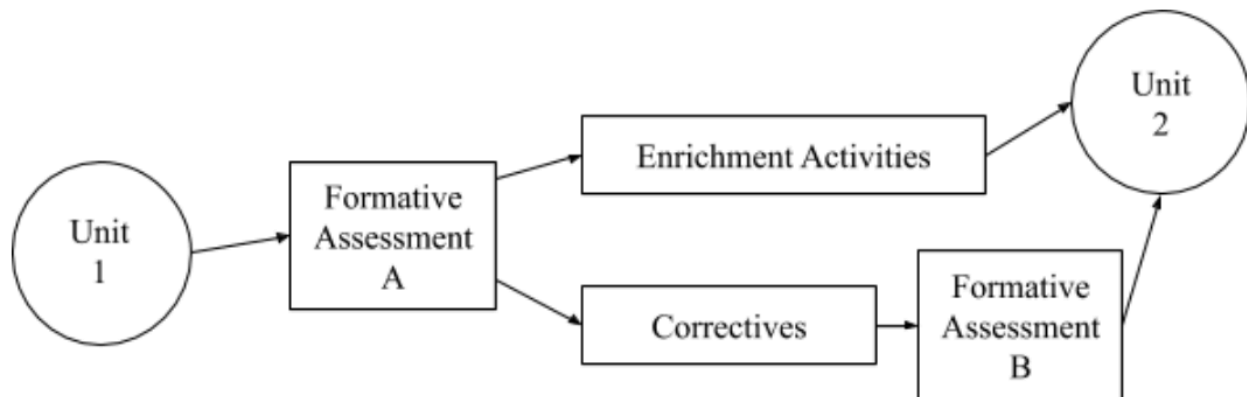 Unit
1
Formative
Assessment
A
Enrichment Activities
Correctives
Formative
Assessment
B
Unit
2